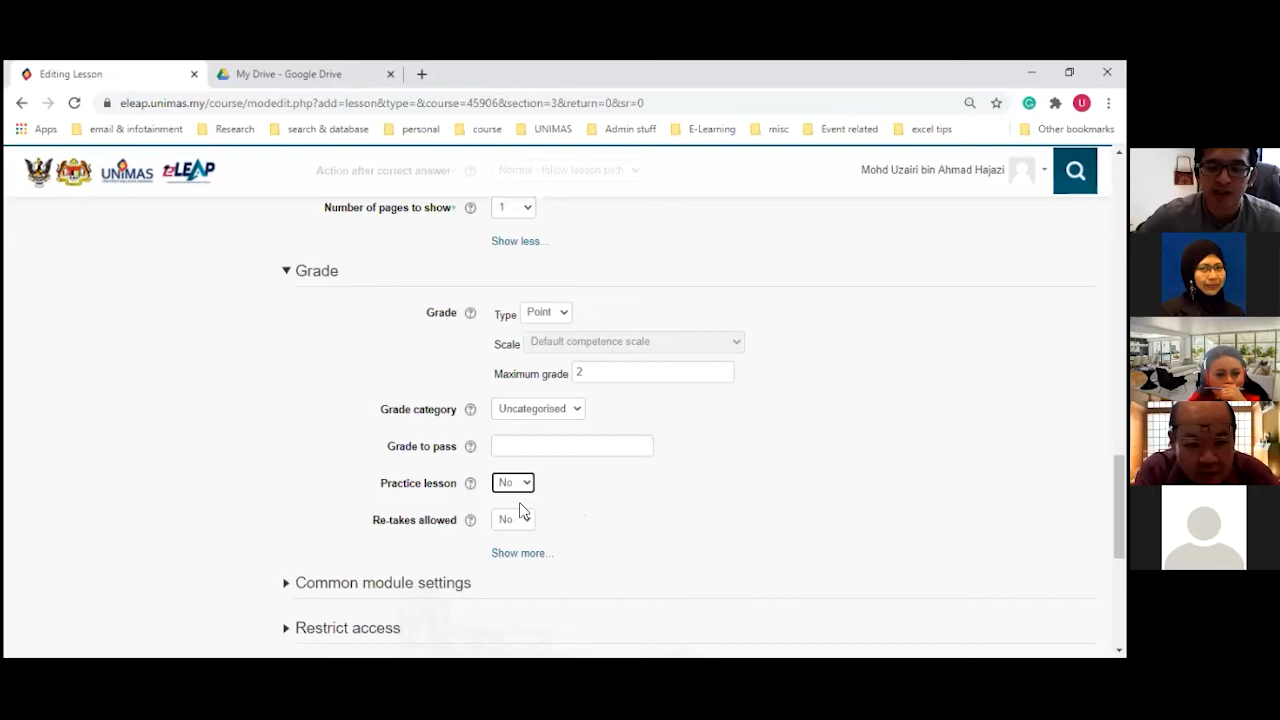 Editing Lesson
My Drive - Google Drive
eleap.unimas.my/course/modedit.php?add=lesson&type=&course=45906&section=3&return=0&sr=0
Apps email & infotainment Research search & database personal course UNIMAS Admin stuff E-Learning misc Event related excel tips Other bookmarks
UNIMAS eLEAP Mohd Uzairi bin Ahmad Hajazi
Action after correct answer Normal - follow lesson path
Number of pages to show 1
Show less...
Grade
Grade Type Point
Scale Default competence scale
Maximum grade 2
Grade category Uncategorised
Grade to pass
Practice lesson No
Re-takes allowed No
Show more...
Common module settings
Restrict access